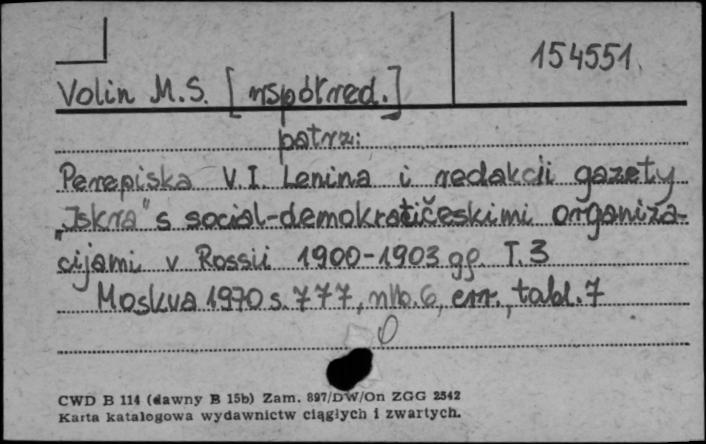 154551.
Volin M.S. [współred.]
patrz:
Perepiska V.I. Lenina i redakcii gazety
„Iskra" s social-demokratičeskimi organiza-
cijami v Rossii 1900-1903 gg. T. 3
Moskva 1970 s. 777, nlb. 6, err., tabl. 7
CWD B 114 (dawny B 15b) Zam. 897/DW/On ZGG 2542
Karta katalogowa wydawnictw ciągłych i zwartych.